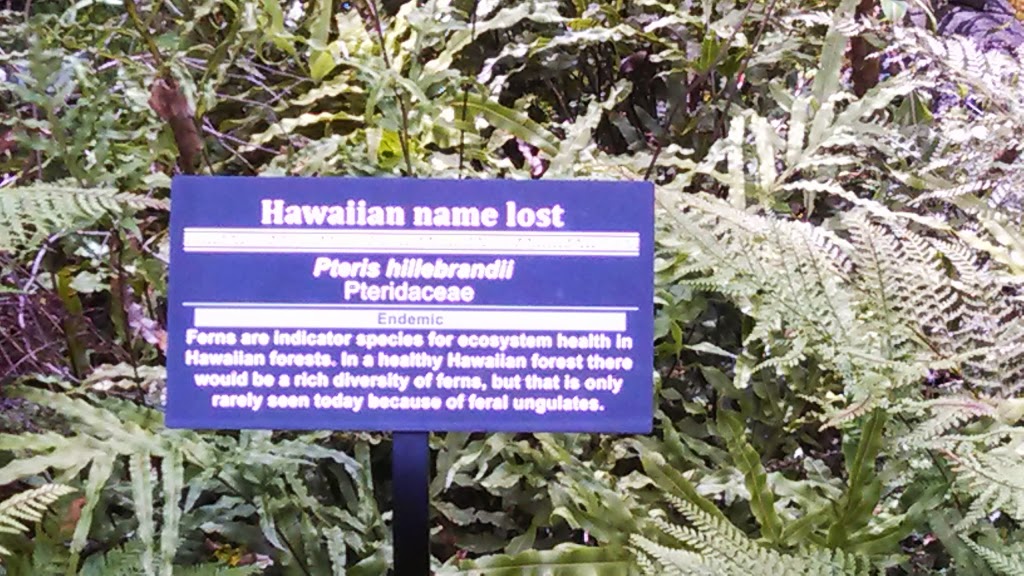 Hawaiian name lost
Pteris hillebrandii
Pteridaceae
Endemic
Ferns are indicator species for ecosystem health in
Hawaiian forests. In a healthy Hawaiian forest there
would be a rich diversity of ferns, but that is only
rarely seen today because of feral ungulates.